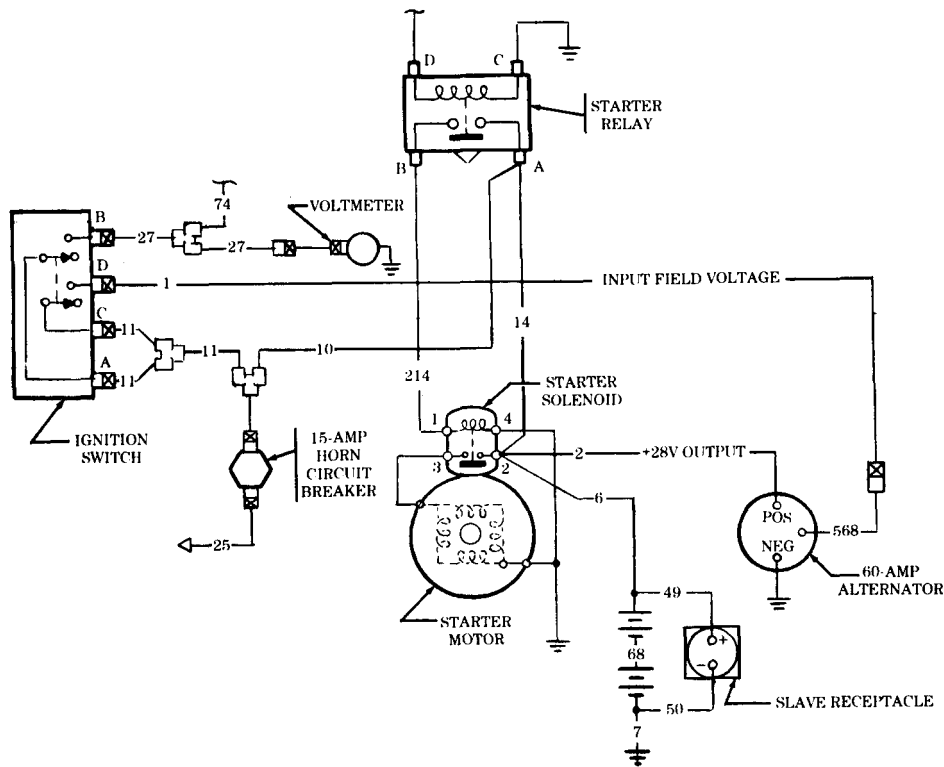 D
C
STARTER
RELAY
B
A
74
VOLTMETER
B
27
27
D
1
INPUT FIELD VOLTAGE
C
11
11
10
14
A
11
214
STARTER
SOLENOID
1
4
IGNITION
SWITCH
15-AMP
HORN
CIRCUIT
BREAKER
3
2
2
+28V OUTPUT
6
POS
568
NEG
25
60-AMP
ALTERNATOR
49
STARTER
MOTOR
68
+
−
50
SLAVE RECEPTACLE
7